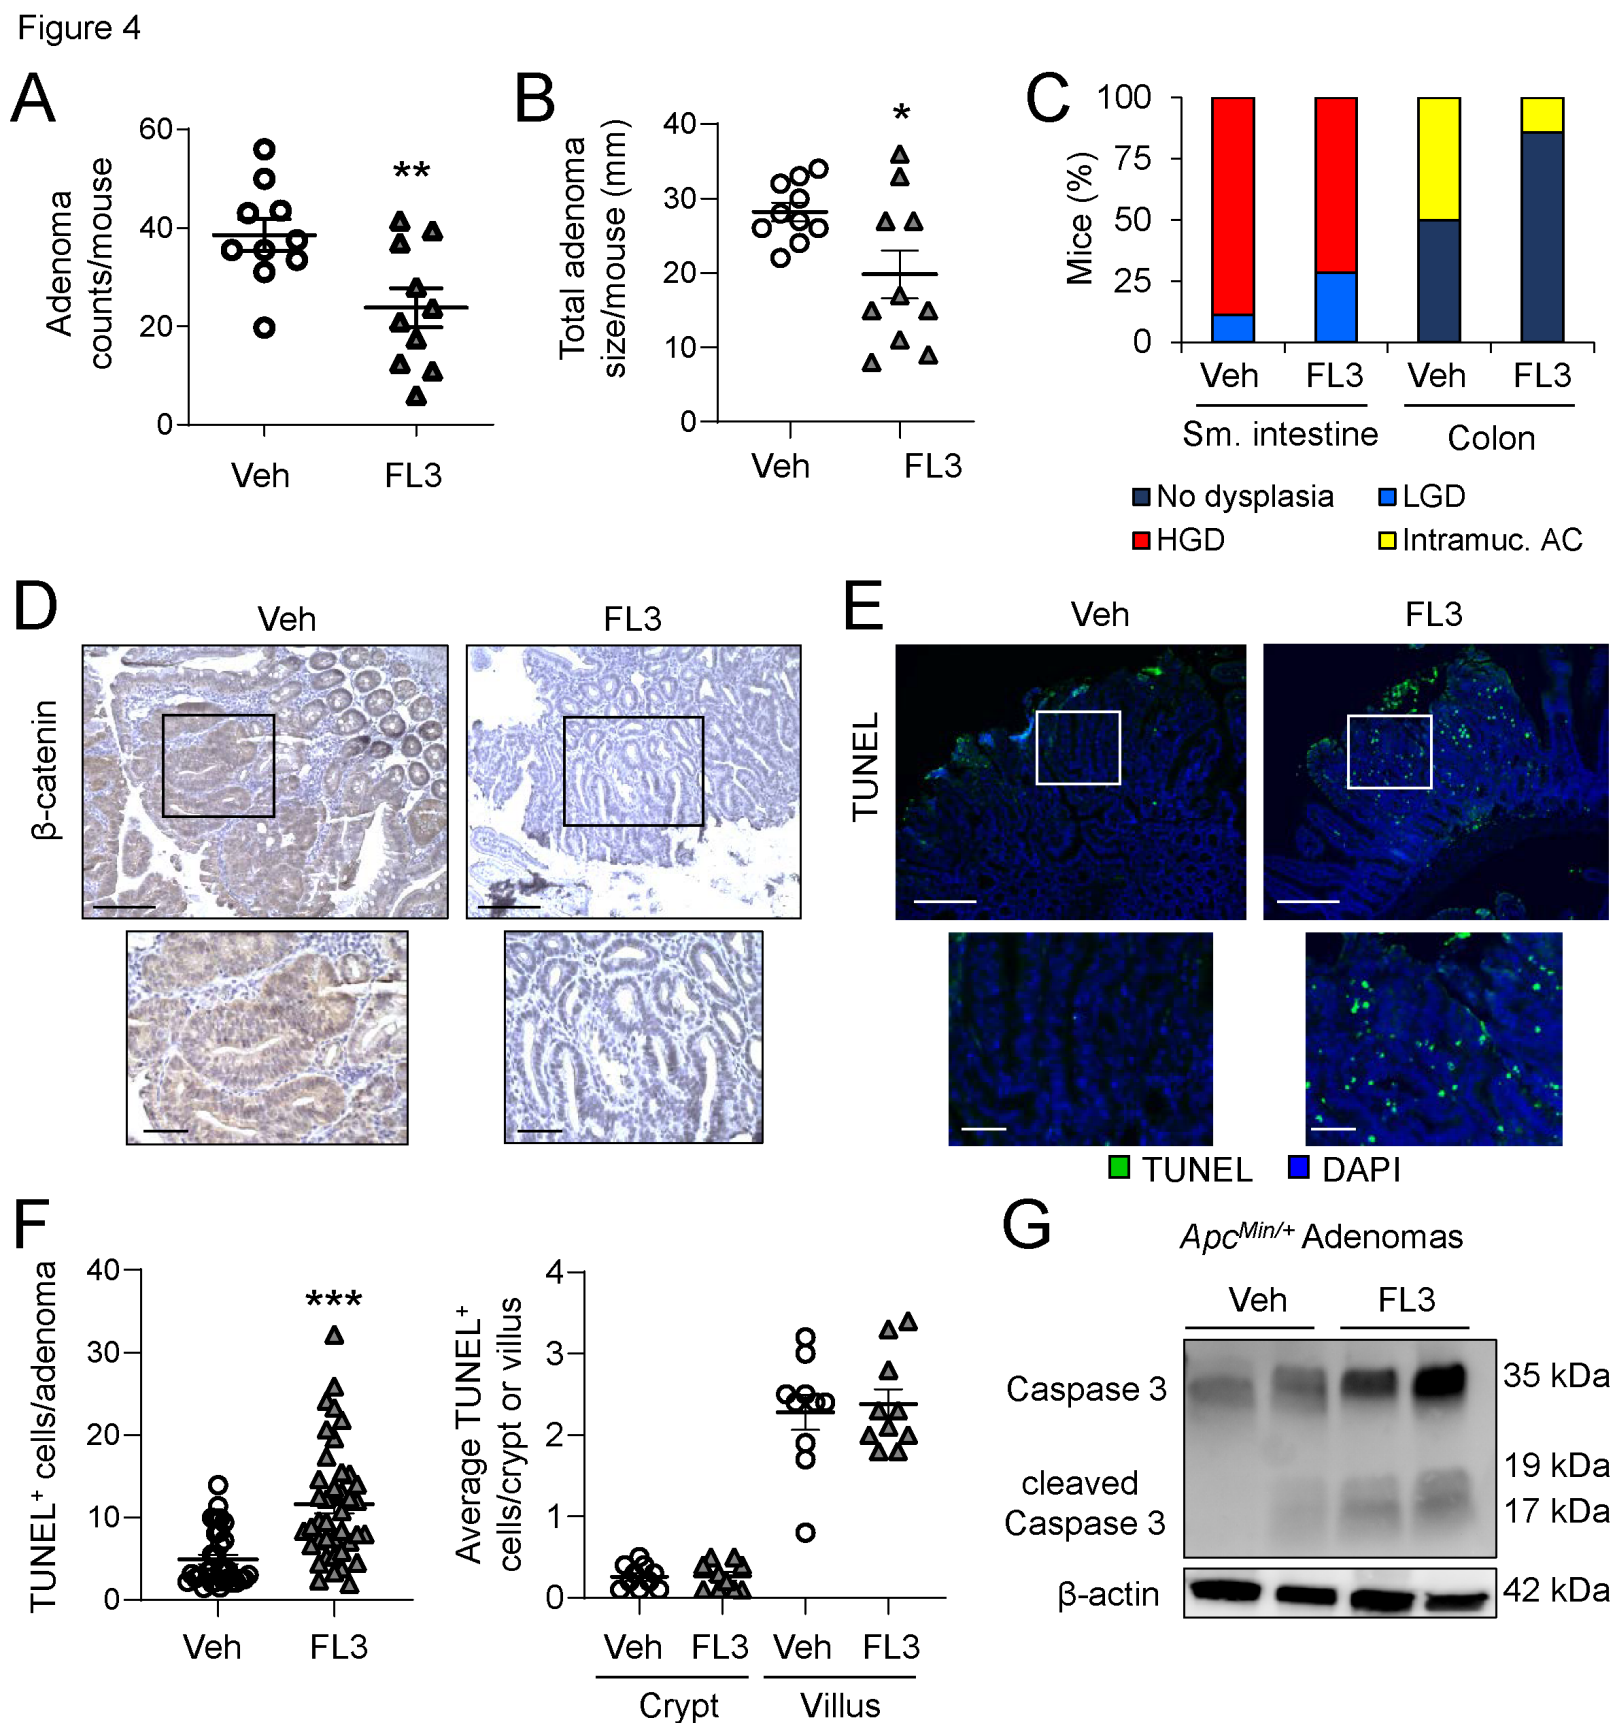 Figure 4
A
Adenoma
counts/mouse
60
40
20
0
**
Veh
FL3
B
Total adenoma
size/mouse (mm)
40
30
20
10
0
*
Veh
FL3
C
Mice (%)
100
75
50
25
0
Veh
FL3
Veh
FL3
Sm. intestine
Colon
No dysplasia
LGD
HGD
Intramuc. AC
D
Veh
FL3
β-catenin
E
Veh
FL3
TUNEL
TUNEL
DAPI
F
TUNEL⁺ cells/adenoma
40
30
20
10
0
***
Veh
FL3
Average TUNEL⁺
cells/crypt or villus
4
3
2
1
0
Veh
FL3
Veh
FL3
Crypt
Villus
G
Apc^Min/+ Adenomas
Veh
FL3
Caspase 3
35 kDa
cleaved
Caspase 3
19 kDa
17 kDa
β-actin
42 kDa